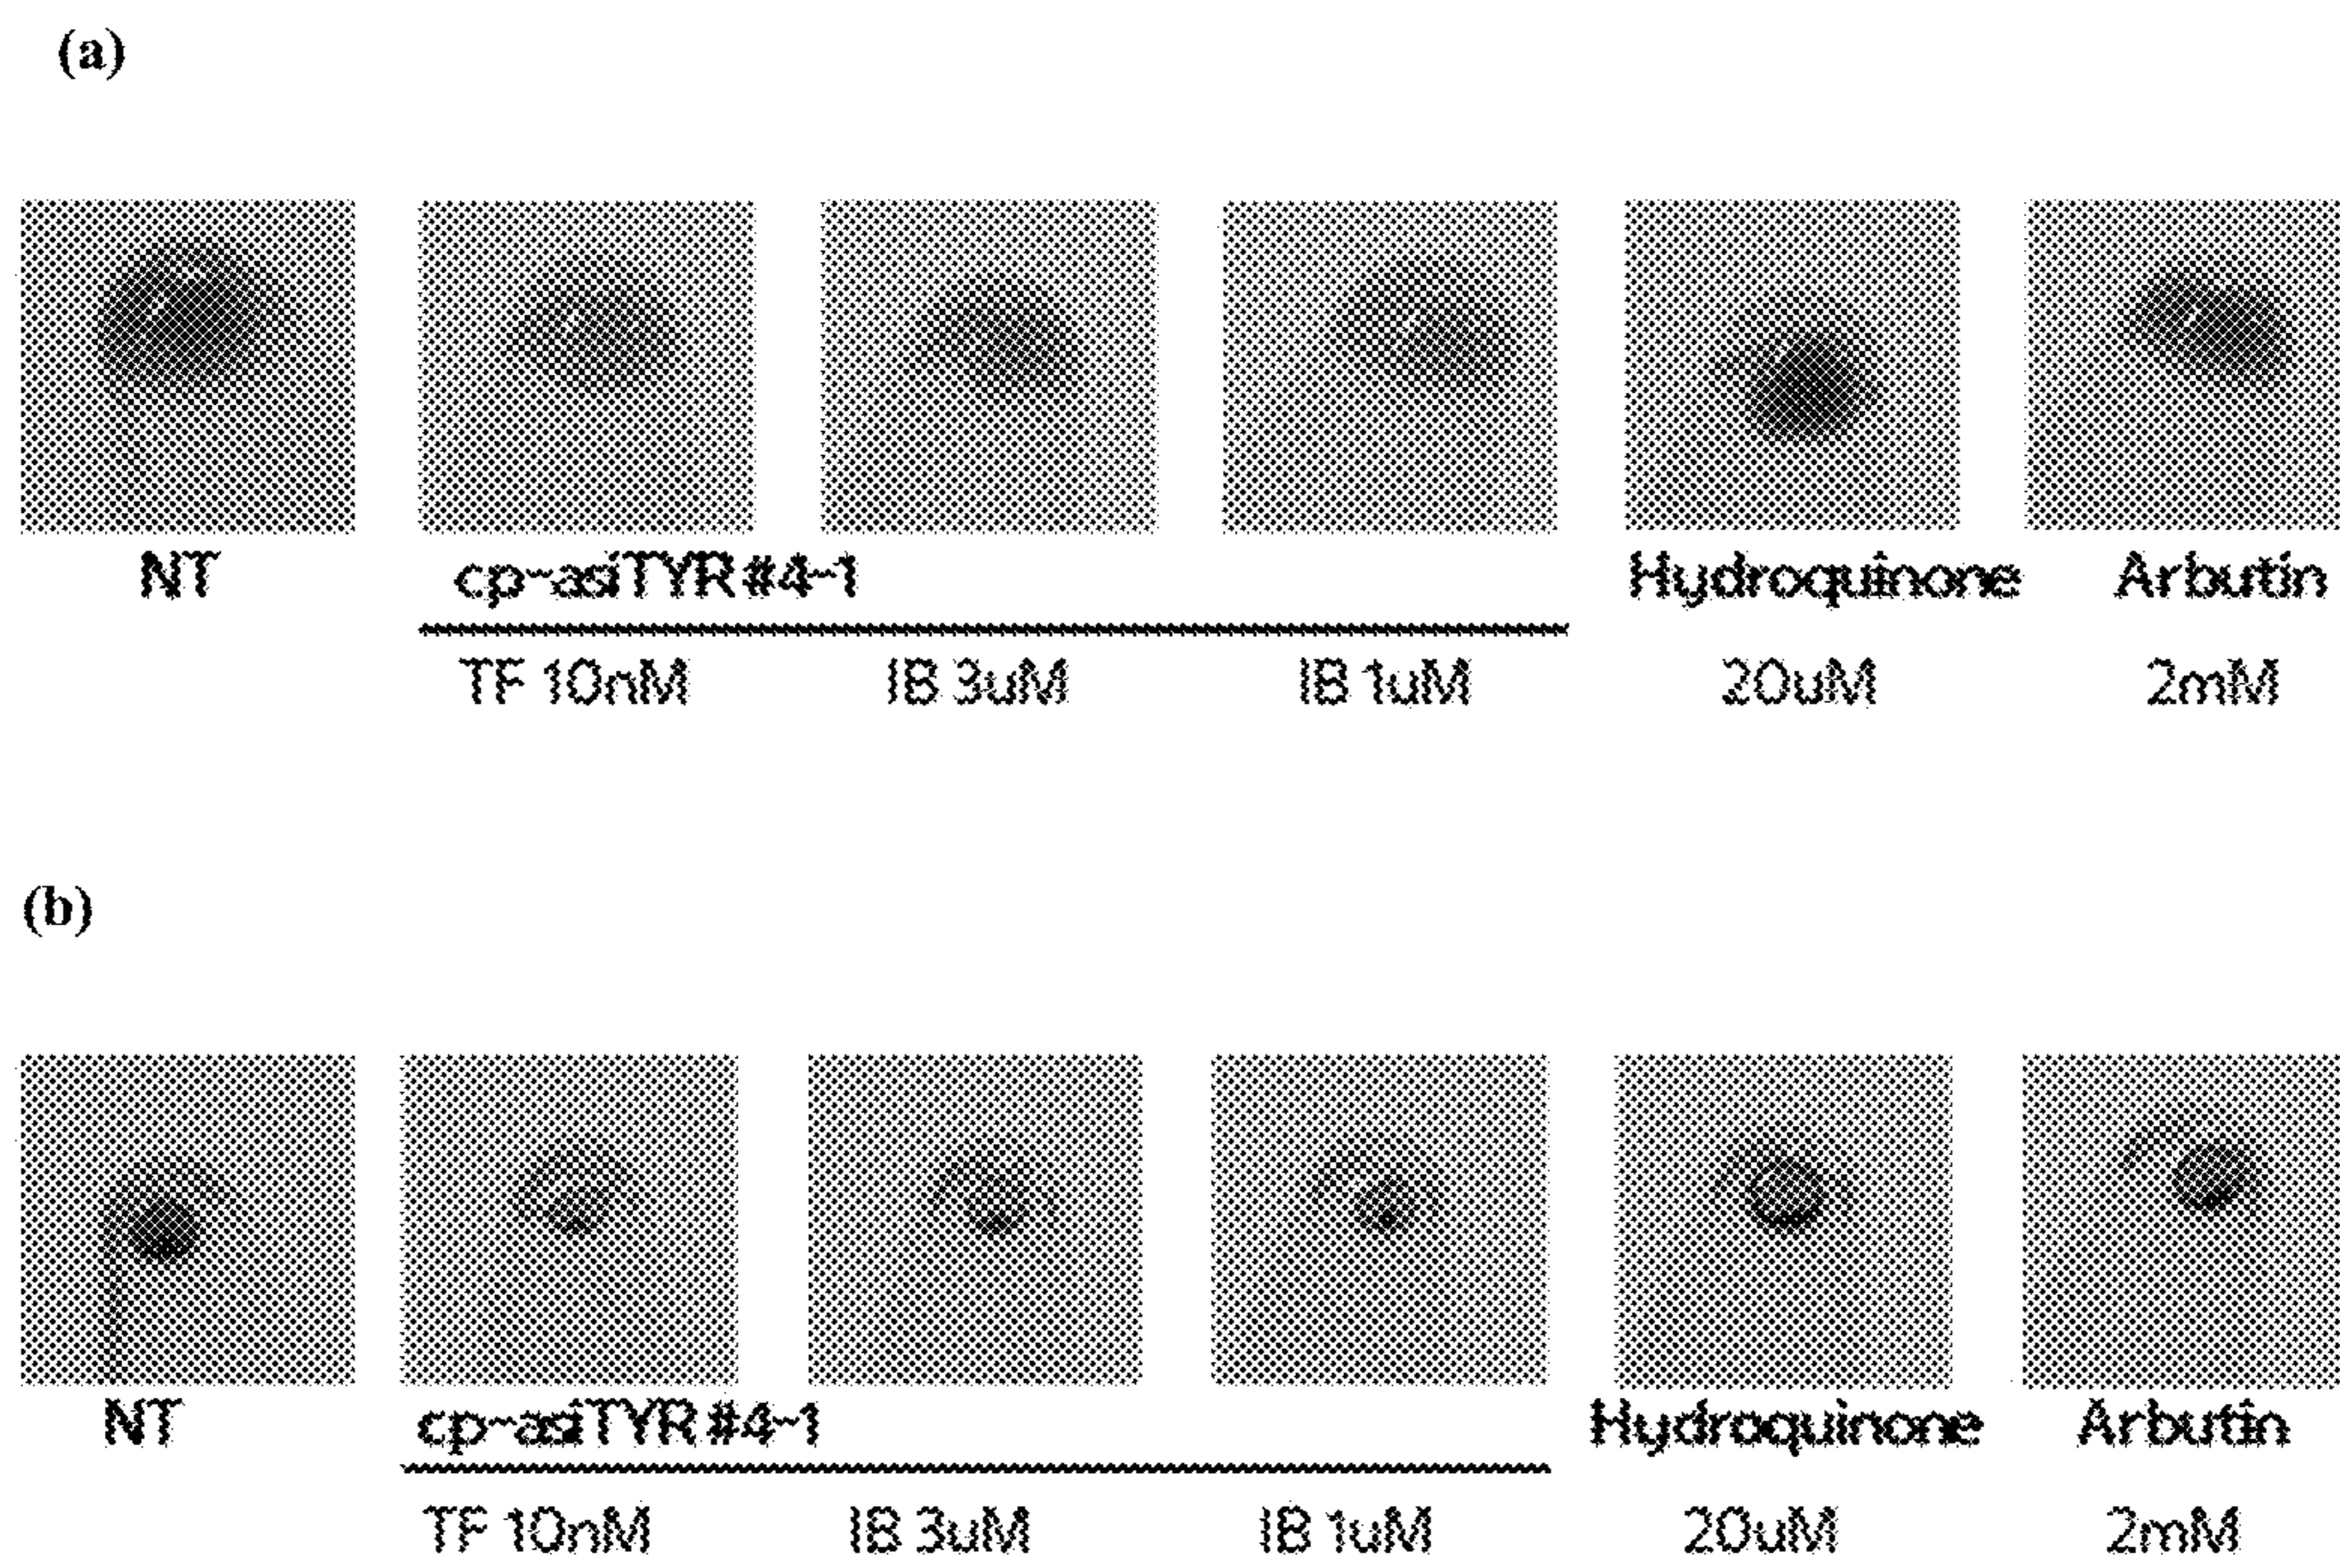 (a)
NT cp-asiTYR#4-1 Hydroquinone Arbutin
TF 10nM IB 3uM IB 1uM 20uM 2mM
(b)
NT cp-asiTYR#4-1 Hydroquinone Arbutin
TF 10nM IB 3uM IB 1uM 20uM 2mM